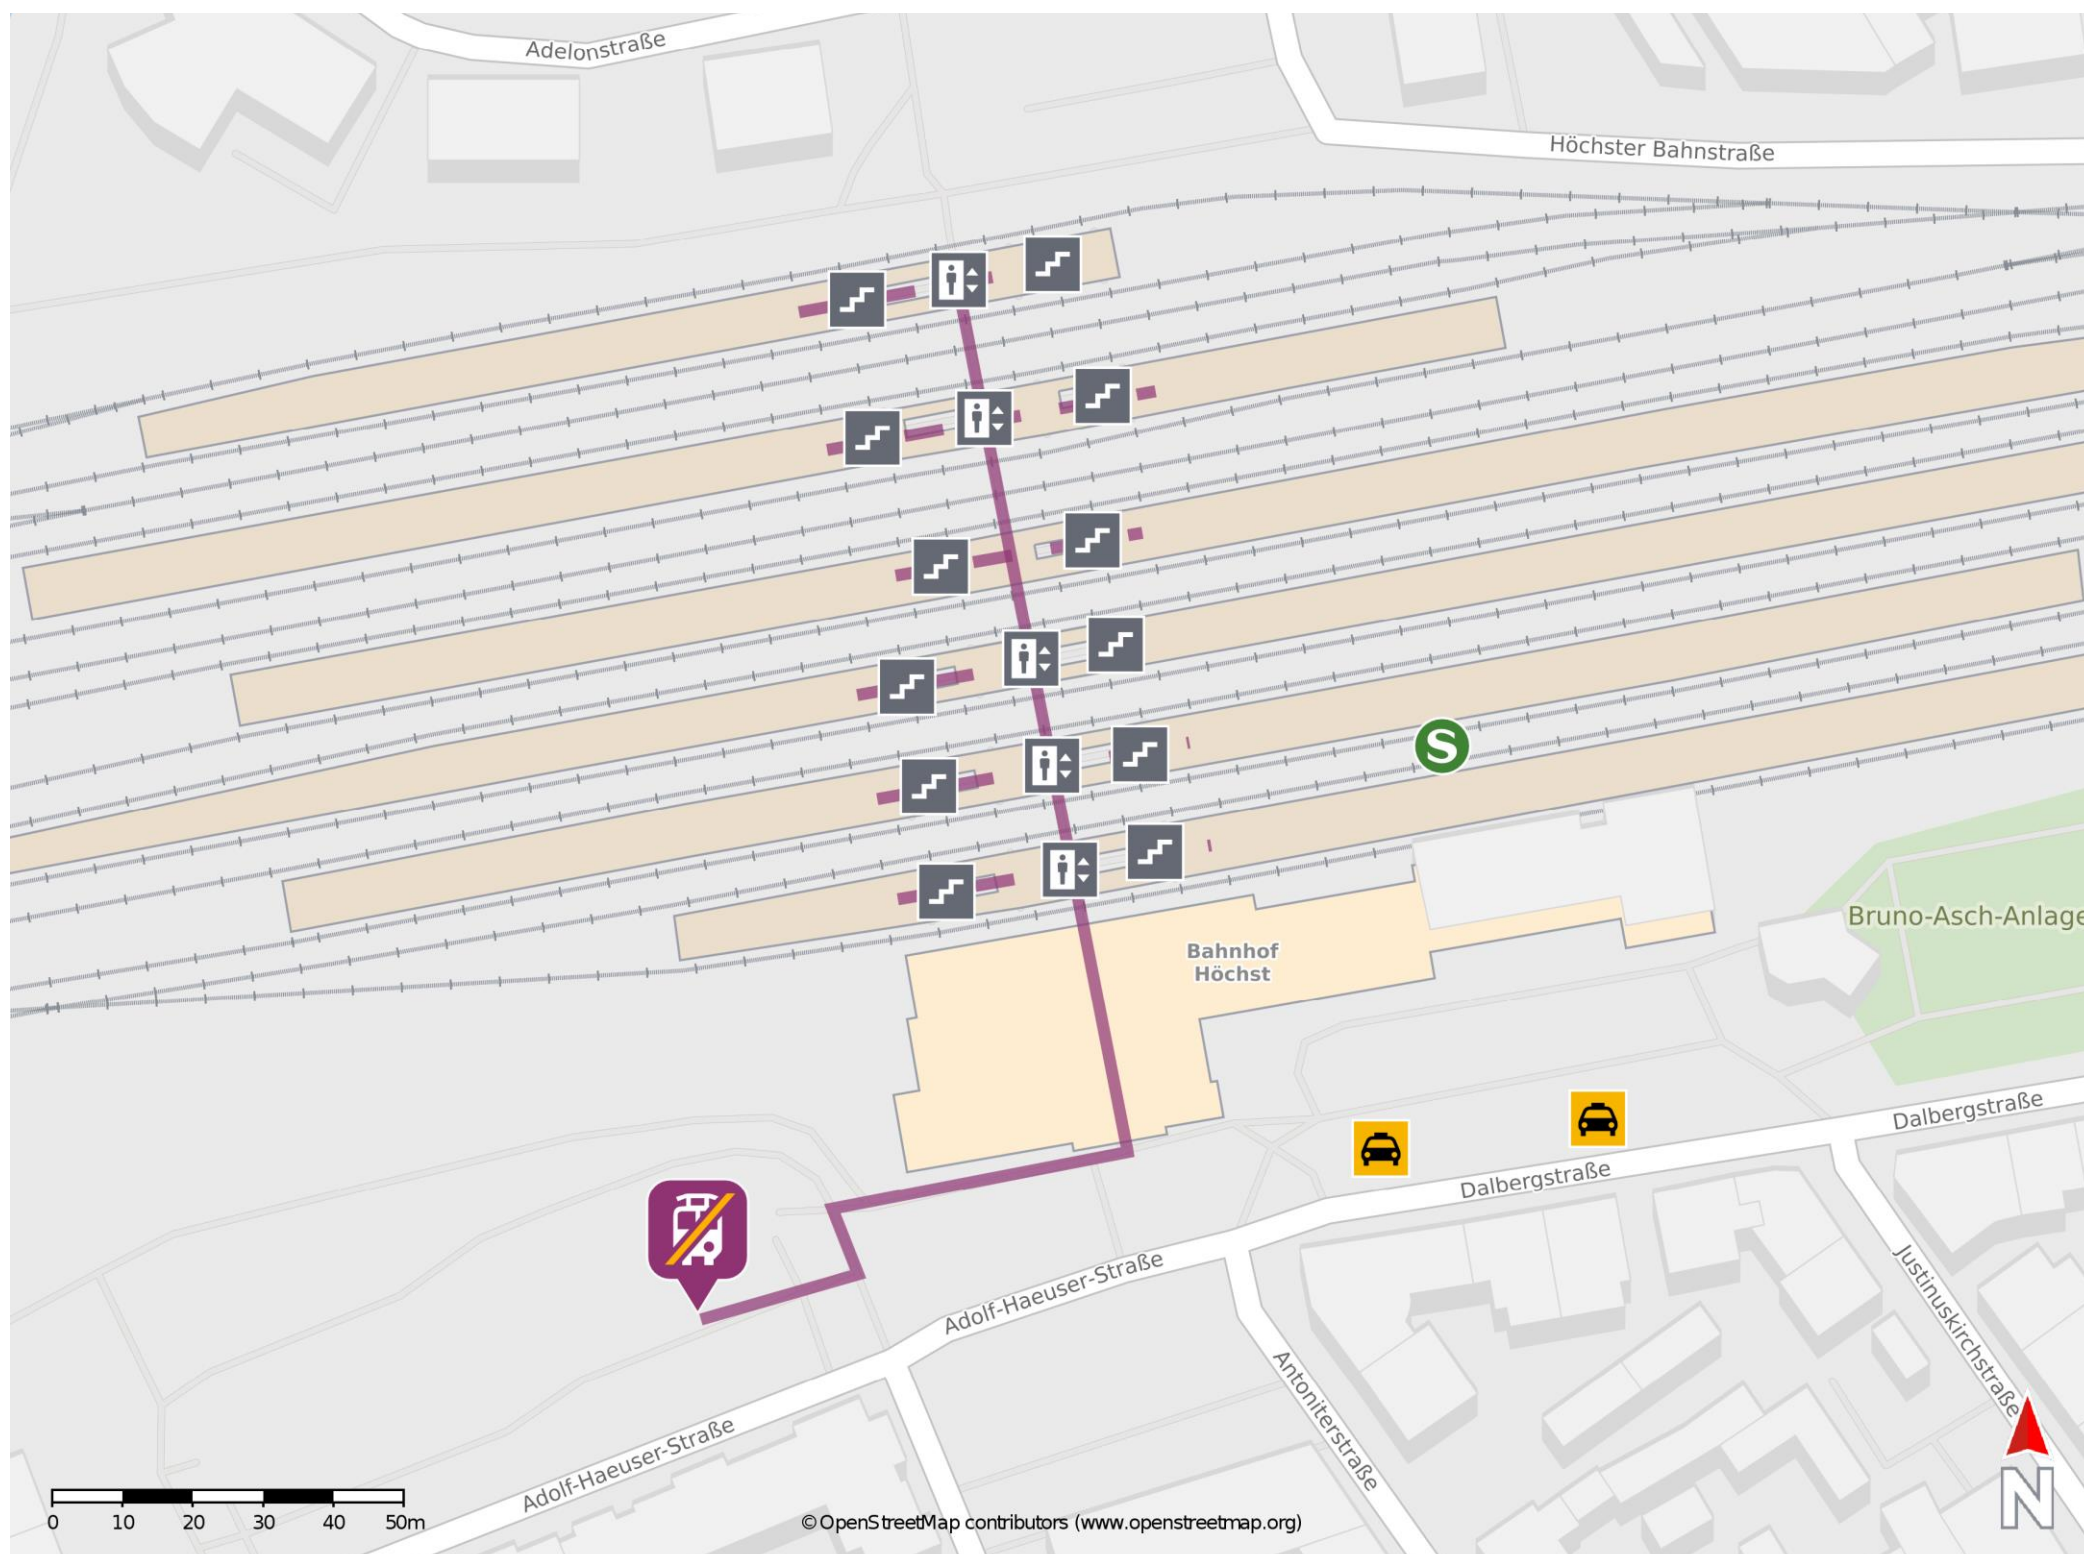 Adelonstraße
Höchster Bahnstraße
S
Bruno-Asch-Anlage
Bahnhof
Höchst
Dalbergstraße
Dalbergstraße
Adolf-Haeuser-Straße
Justinuskirchstraße
Antoniterstraße
Adolf-Haeuser-Straße
N
0 10 20 30 40 50m
©OpenStreetMap contributors (www.openstreetmap.org)